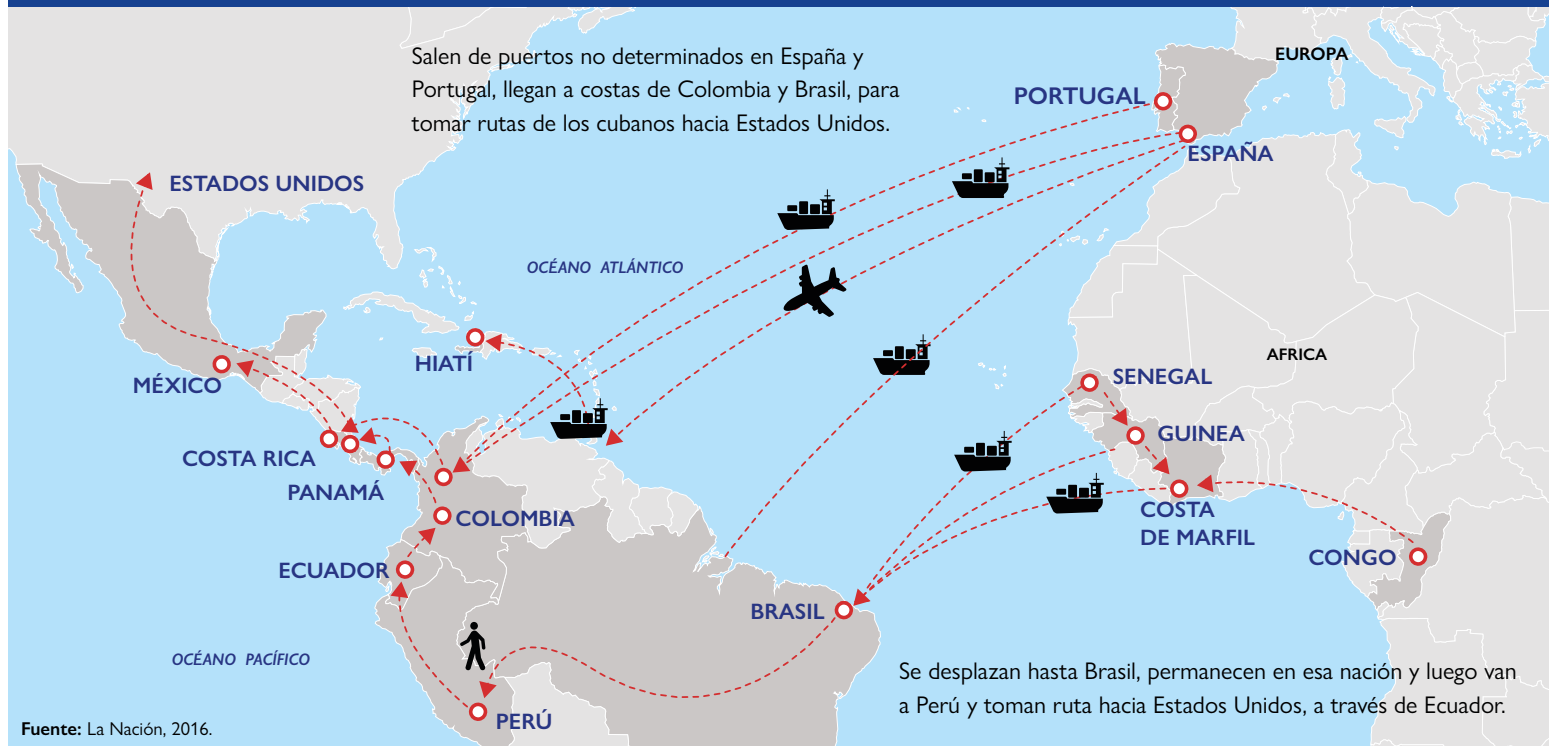 Salen de puertos no determinados en España y
Portugal, llegan a costas de Colombia y Brasil, para
tomar rutas de los cubanos hacia Estados Unidos.
EUROPA
PORTUGAL
ESPAÑA
ESTADOS UNIDOS
OCÉANO ATLÁNTICO
HIATÍ
MÉXICO
AFRICA
SENEGAL
GUINEA
COSTA RICA
PANAMÁ
COLOMBIA
COSTA
DE MARFIL
CONGO
ECUADOR
BRASIL
OCÉANO PACÍFICO
PERÚ
Se desplazan hasta Brasil, permanecen en esa nación y luego van
a Perú y toman ruta hacia Estados Unidos, a través de Ecuador.
Fuente: La Nación, 2016.